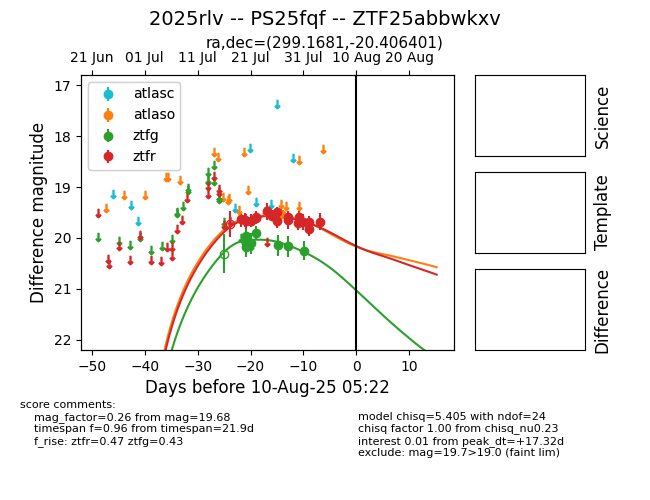 2025rlv -- PS25fqf -- ZTF25abbwkxv
ra,dec=(299.1681,-20.406401)
21 Jun 01 Jul 11 Jul 21 Jul 31 Jul 10 Aug 20 Aug
17
18
19
20
21
22
Difference magnitude
atlasc
atlaso
ztfg
ztfr
−50 −40 −30 −20 −10 0 10
Days before 10-Aug-25 05:22
Science
Template
Difference
score comments:
mag_factor=0.26 from mag=19.68
timespan f=0.96 from timespan=21.9d
f_rise: ztfr=0.47 ztfg=0.43
model chisq=5.405 with ndof=24
chisq factor 1.00 from chisq_nu0.23
interest 0.01 from peak_dt=+17.32d
exclude: mag=19.7>19.0 (faint lim)